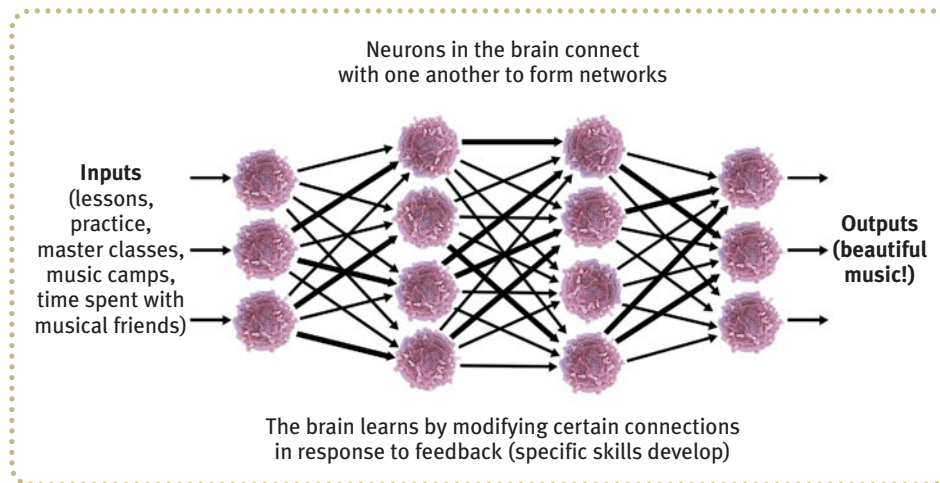 Neurons in the brain connect
with one another to form networks
Inputs
(lessons,
practice,
master classes,
music camps,
time spent with
musical friends)
Outputs
(beautiful
music!)
The brain learns by modifying certain connections
in response to feedback (specific skills develop)